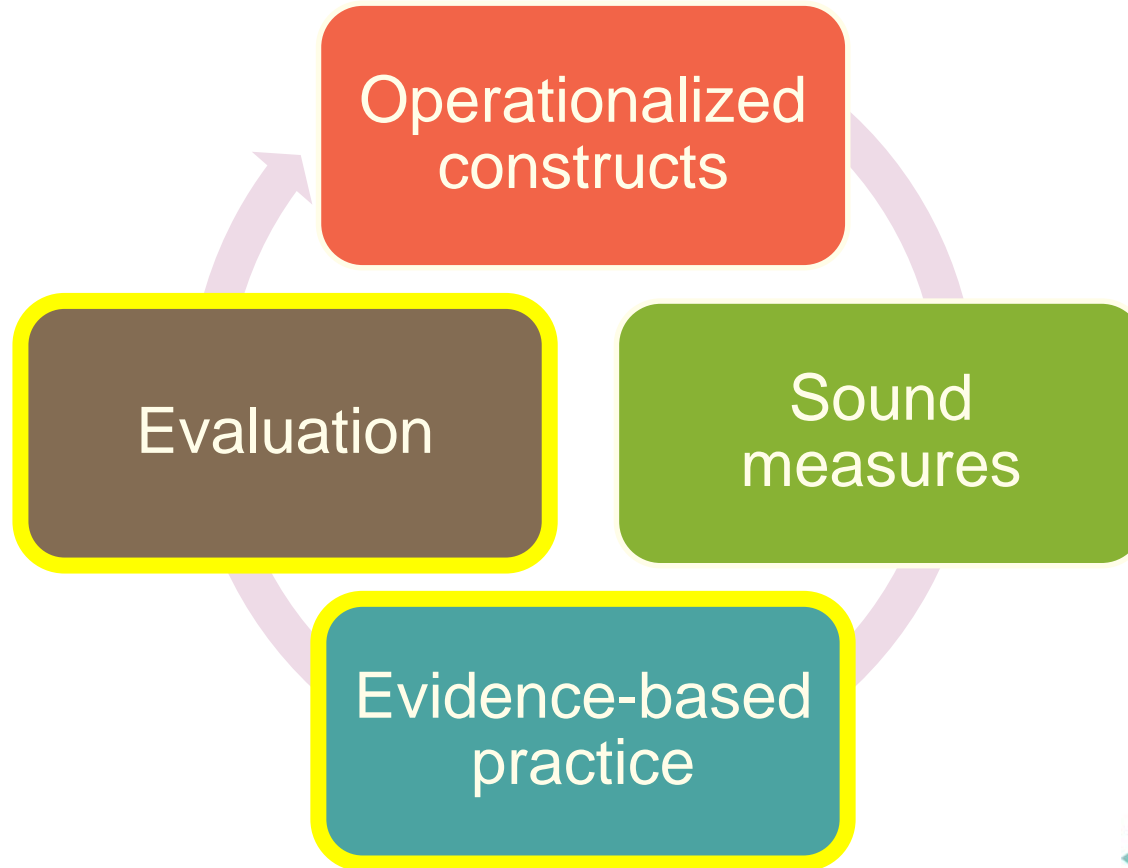 Operationalized
constructs
Sound
measures
Evidence-based
practice
Evaluation